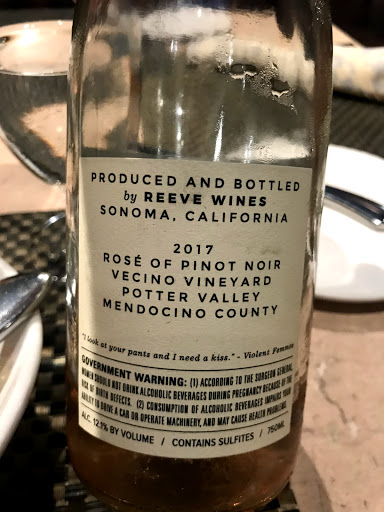 PRODUCED AND BOTTLED
by REEVE WINES
SONOMA, CALIFORNIA
2017
ROSÉ OF PINOT NOIR
VECINO VINEYARD
POTTER VALLEY
MENDOCINO COUNTY
"I look at your pants and I need a kiss." - Violent Femmes
GOVERNMENT WARNING: (1) ACCORDING TO THE SURGEON GENERAL,
WOMEN SHOULD NOT DRINK ALCOHOLIC BEVERAGES DURING PREGNANCY BECAUSE OF THE
RISK OF BIRTH DEFECTS. (2) CONSUMPTION OF ALCOHOLIC BEVERAGES IMPAIRS YOUR
ABILITY TO DRIVE A CAR OR OPERATE MACHINERY, AND MAY CAUSE HEALTH PROBLEMS.
ALC. 12.1% BY VOLUME / CONTAINS SULFITES / 750ML